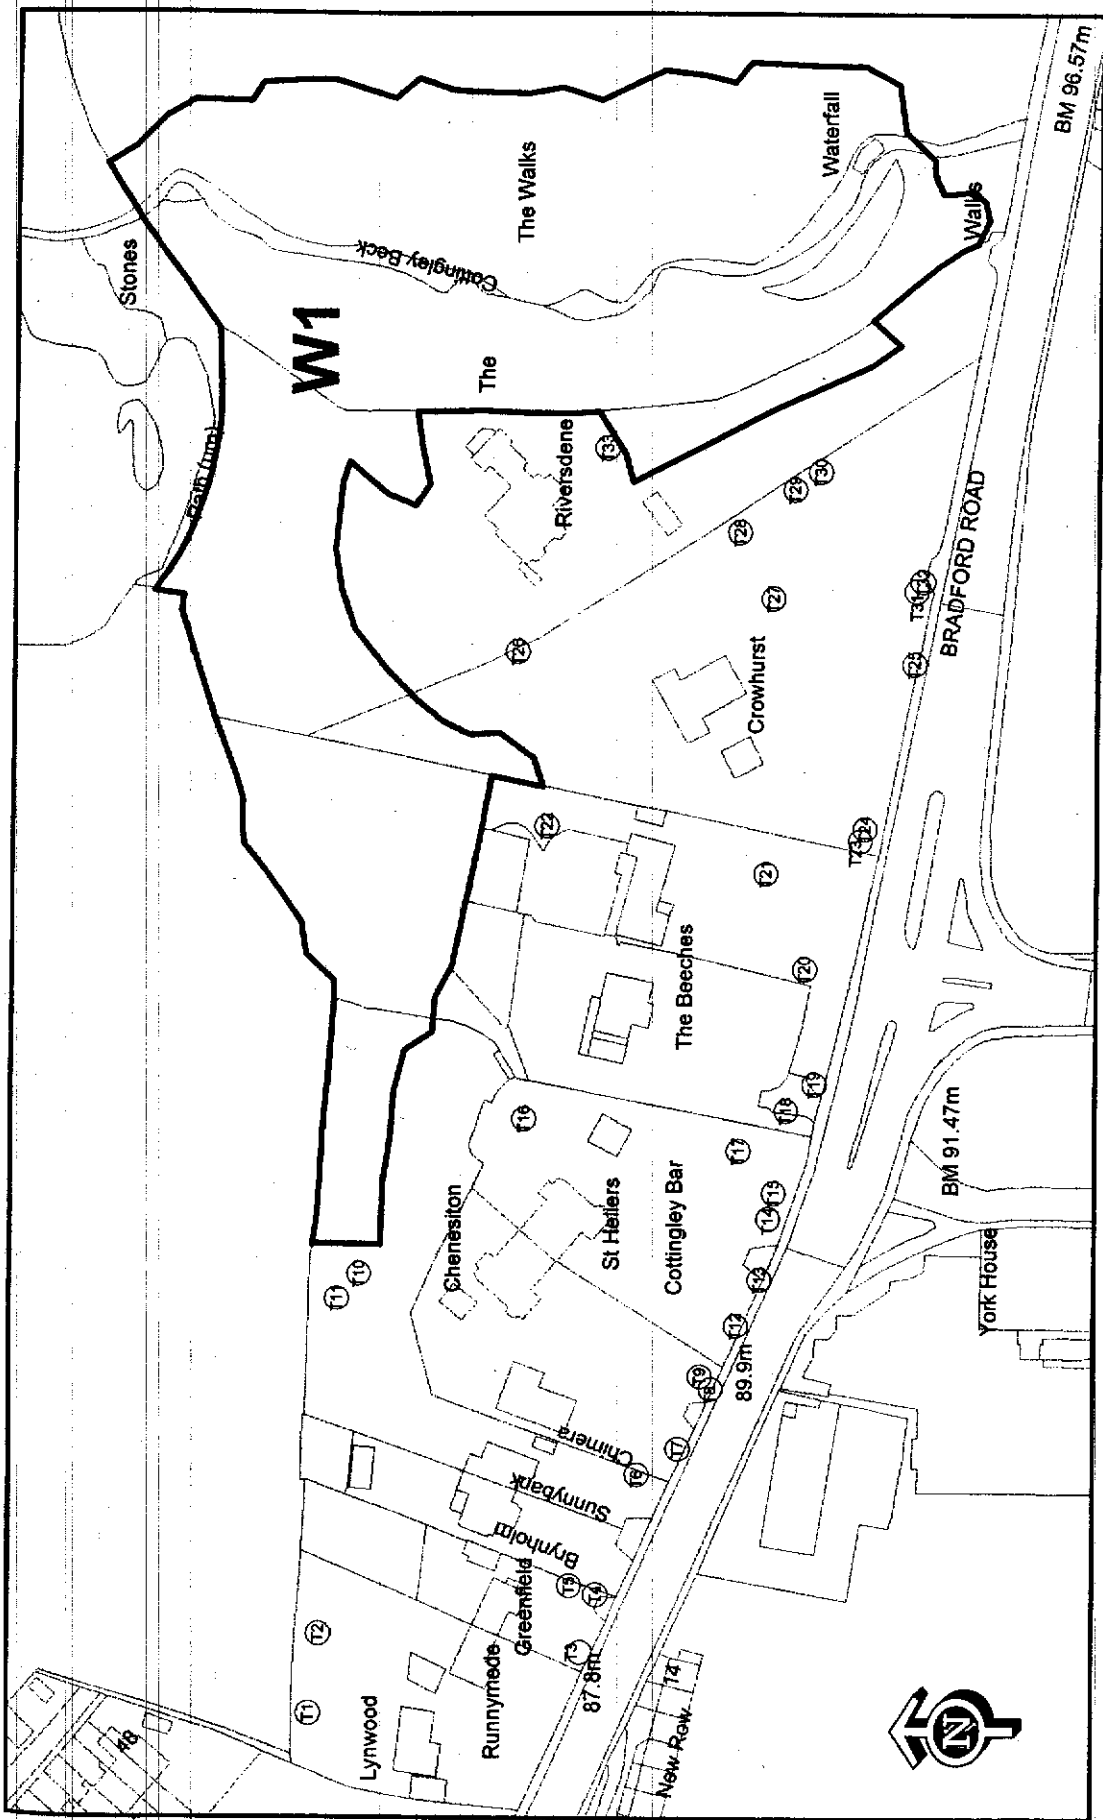 BM 96.57m
Waterfall
Walks
The Walks
Cottingley Beck
Stones
W1
The
Path (um)
Riversdene
T33
T30
T29
T28
T27
T26
T32
T31
T25
BRADFORD ROAD
Crowhurst
T24
T23
T22
T21
T20
The Beeches
T19
T18
T17
T16
T15
T14
T13
T12
BM 91.47m
York House
Cottingley Bar
St Heliers
Chenesiton
T10
T11
T9
T8
89.9m
T7
T6
Chimera
Sunnybank
Brynholm
Greenfield
T5
T4
T3
87.8m
Runnymede
Lynwood
T2
T1
48
New Row
14
N